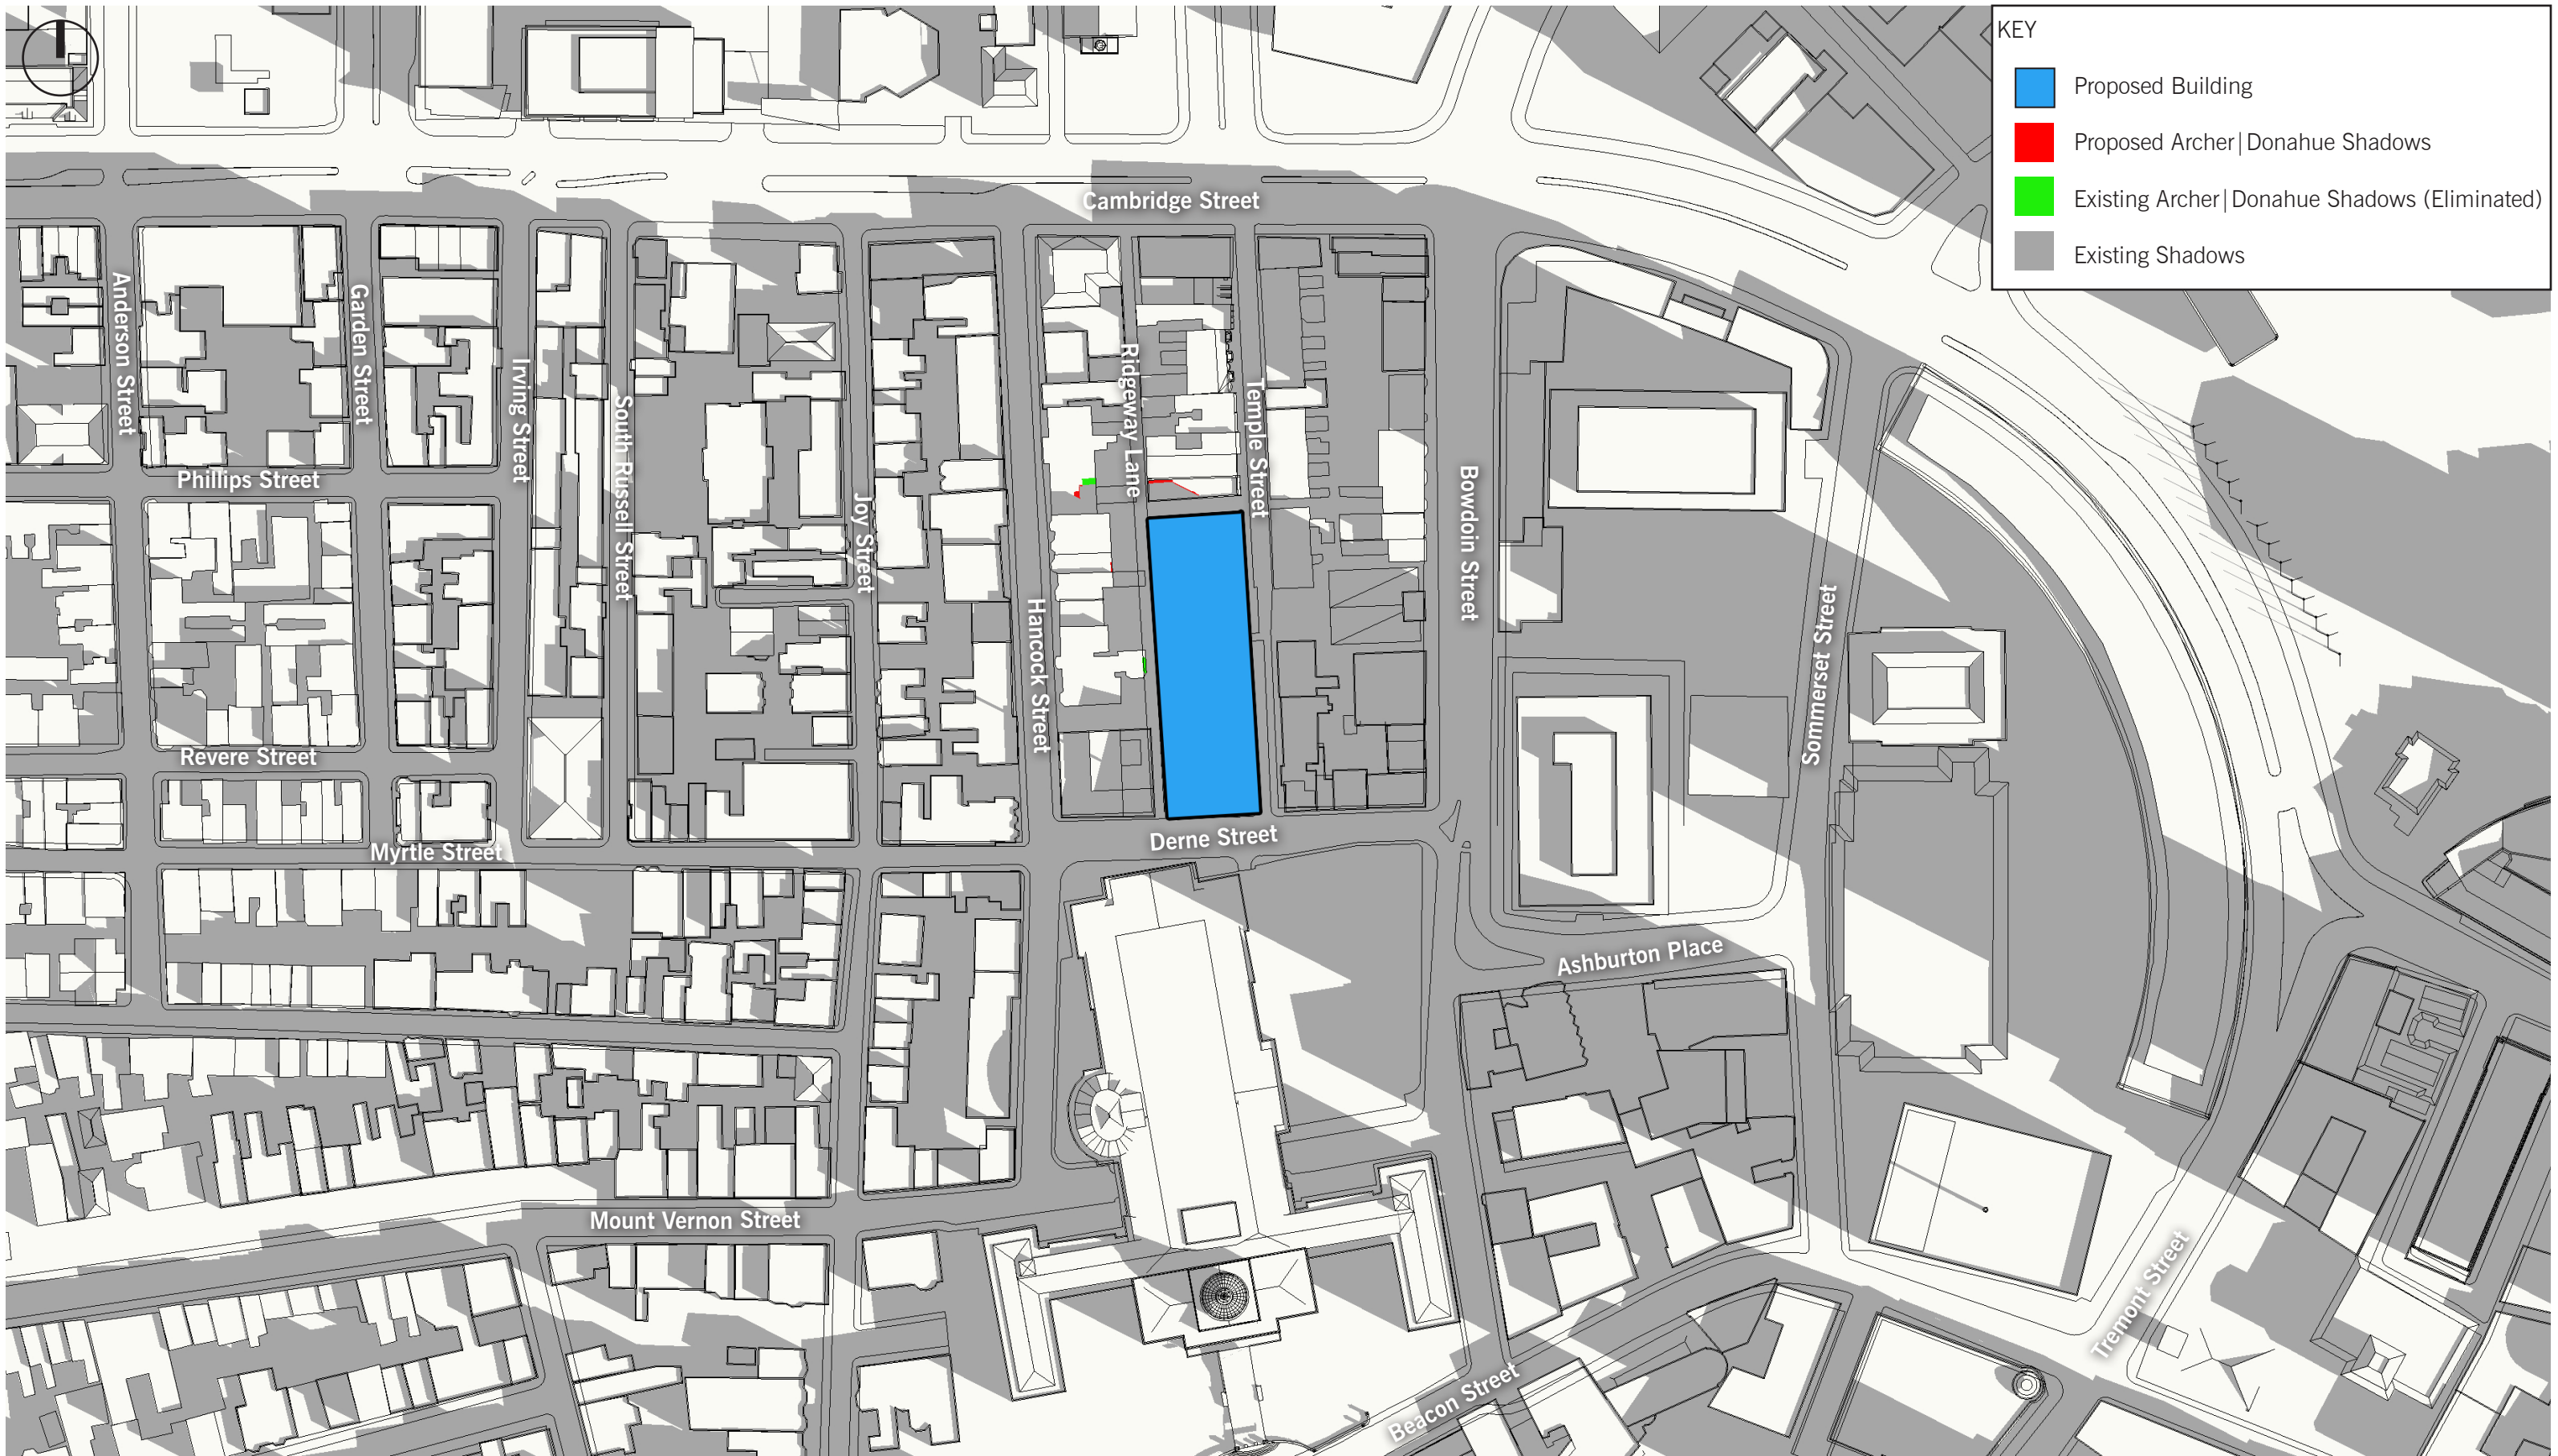 KEY
Proposed Building
Proposed Archer|Donahue Shadows
Existing Archer|Donahue Shadows (Eliminated)
Existing Shadows
Cambridge Street
Anderson Street
Garden Street
Irving Street
South Russell Street
Joy Street
Hancock Street
Ridgeway Lane
Temple Street
Bowdoin Street
Sommerset Street
Phillips Street
Revere Street
Myrtle Street
Derne Street
Ashburton Place
Mount Vernon Street
Beacon Street
Tremont Street